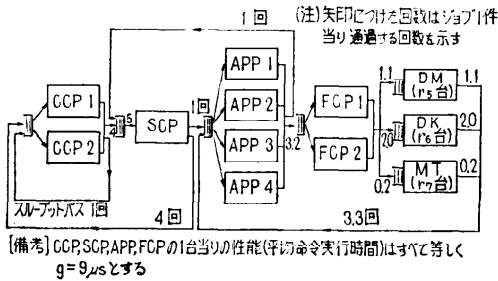 (注)矢印につけた回数はジョブ1件
当り通過する回数を示す
1回
CCP 1
CCP 2
5
SCP
1回
APP 1
APP 2
APP 3
APP 4
3.2
FCP 1
FCP 2
1.1
DM
(r5台)
1.1
2.0
DK
(r6台)
2.0
0.2
MT
(r7台)
0.2
スループットパス 1回
4回
3.3回
[備考] CCP,SCP,APP,FCPの1台当りの性能(平均命令実行時間)はすべて等しく
g=9μsとする